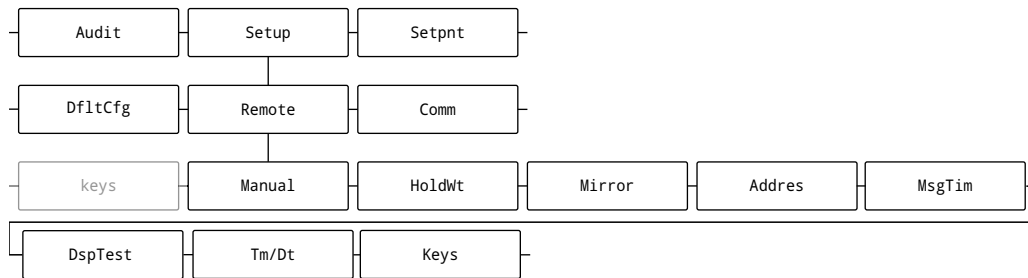 Audit Setup Setpnt
DfltCfg Remote Comm
keys Manual HoldWt Mirror Addres MsgTim
DspTest Tm/Dt Keys